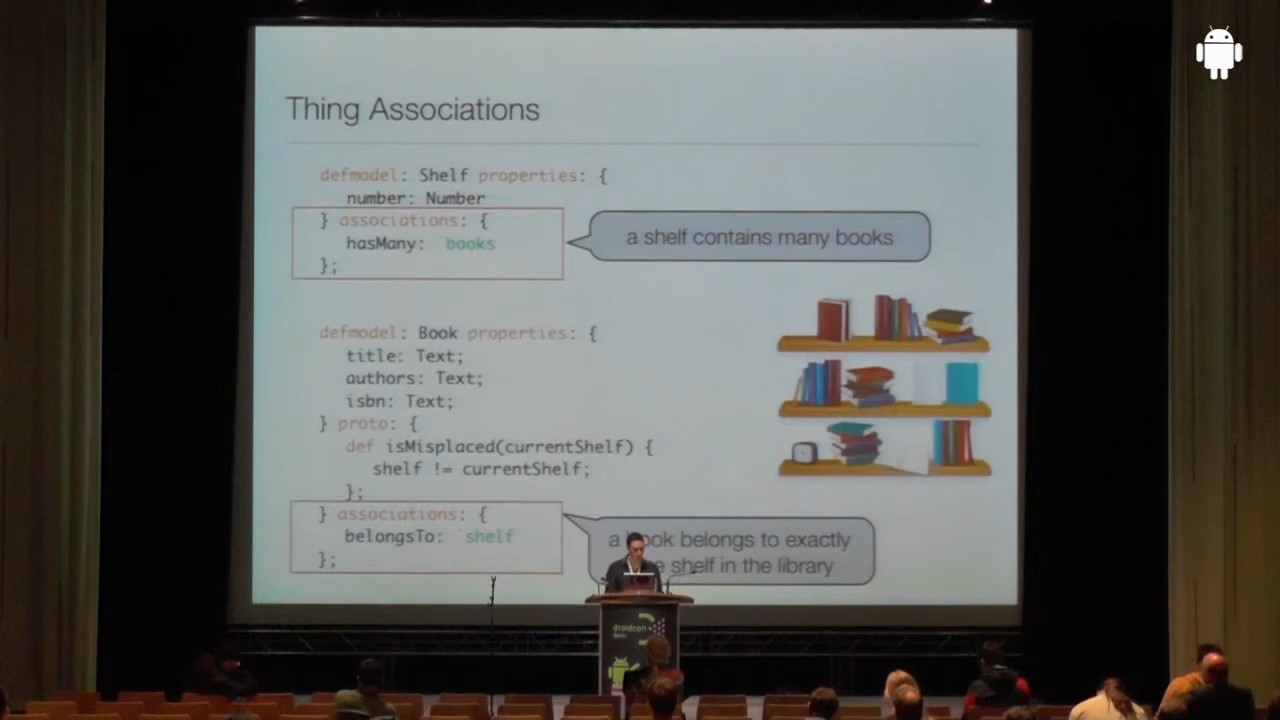 Thing Associations
defmodel: Shelf properties: {
number: Number
} associations: {
hasMany: `books
};
a shelf contains many books
defmodel: Book properties: {
title: Text;
authors: Text;
isbn: Text;
} proto: {
def isMisplaced(currentShelf) {
shelf != currentShelf;
};
} associations: {
belongsTo: `shelf
};
a book belongs to exactly
shelf in the library
droidcon